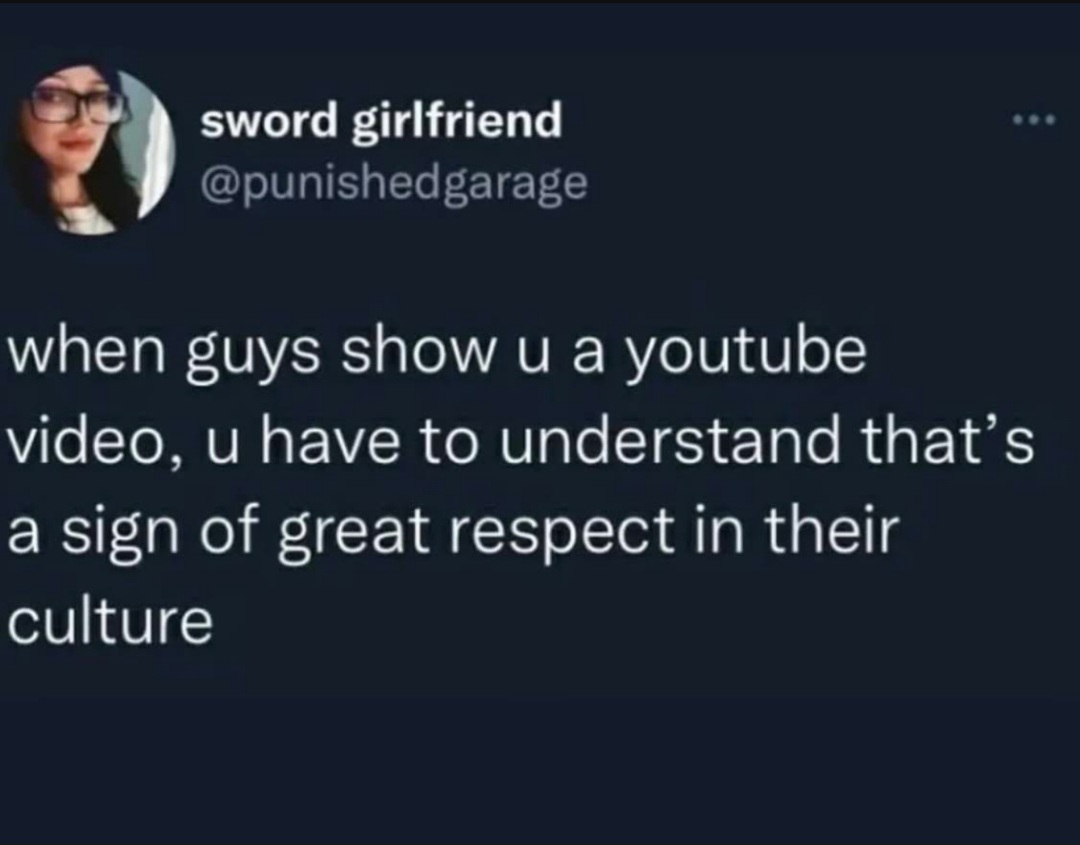 sword girlfriend
@punishedgarage
when guys show u a youtube
video, u have to understand that’s
a sign of great respect in their
culture